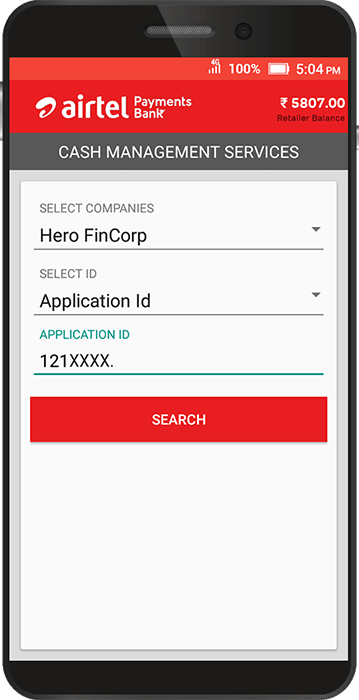 4G
100%
5:04 PM
airtel Payments Bank
₹ 5807.00
Retailer Balance
CASH MANAGEMENT SERVICES
SELECT COMPANIES
Hero FinCorp
SELECT ID
Application Id
APPLICATION ID
121XXXX.
SEARCH